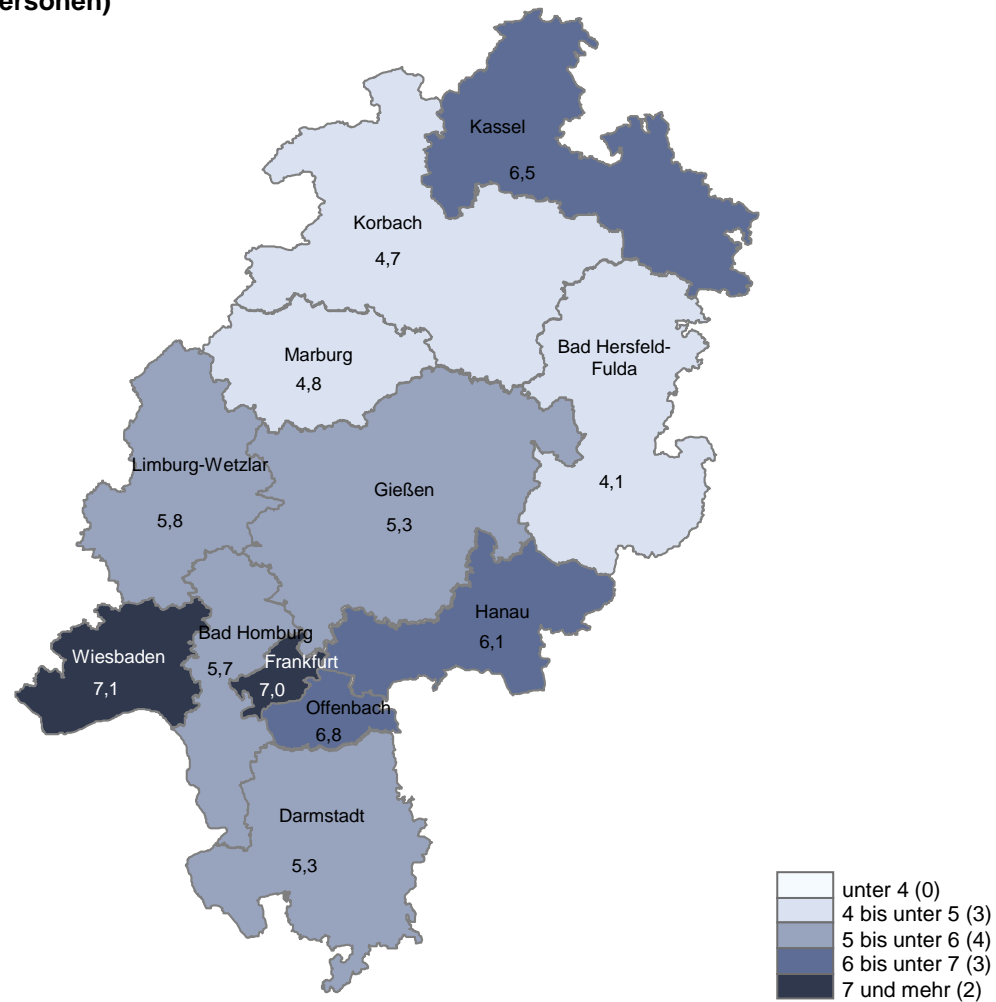 ersonen)
Kassel
6,5
Korbach
4,7
Marburg
4,8
Bad Hersfeld-
Fulda
4,1
Limburg-Wetzlar
5,8
Gießen
5,3
Hanau
6,1
Bad Homburg
5,7
Wiesbaden
7,1
Frankfurt
7,0
Offenbach
6,8
Darmstadt
5,3
unter 4 (0)
4 bis unter 5 (3)
5 bis unter 6 (4)
6 bis unter 7 (3)
7 und mehr (2)